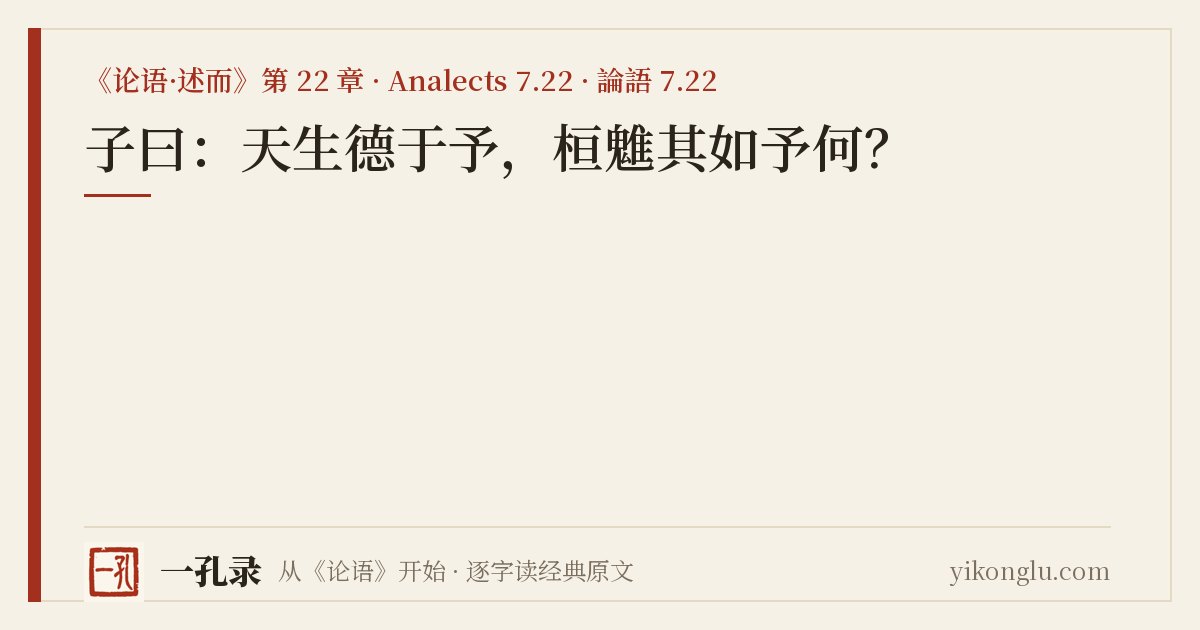 《论语·述而》第 22 章 · Analects 7.22 · 論語 7.22
子曰：天生德于予，桓魋其如予何？
一孔
一孔录 从《论语》开始 · 逐字读经典原文 yikonglu.com